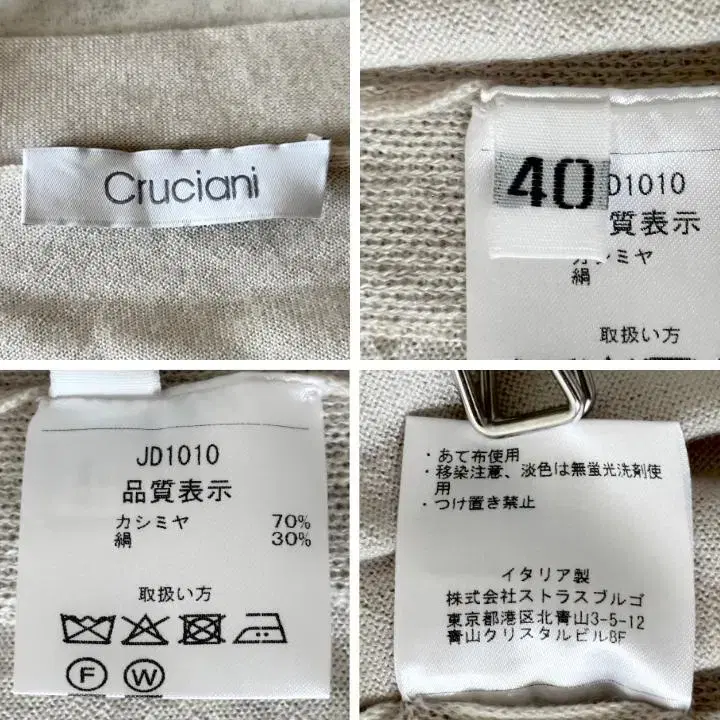 Cruciani
40
D1010
質表示
カシミヤ
絹
取扱い方
JD1010
品質表示
カシミヤ 70%
絹 30%
取扱い方
F W
・あて布使用
・移染注意、淡色は無蛍光洗剤使
用
・つけ置き禁止
イタリア製
株式会社ストラスブルゴ
東京都港区北青山3-5-12
青山クリスタルビル8F